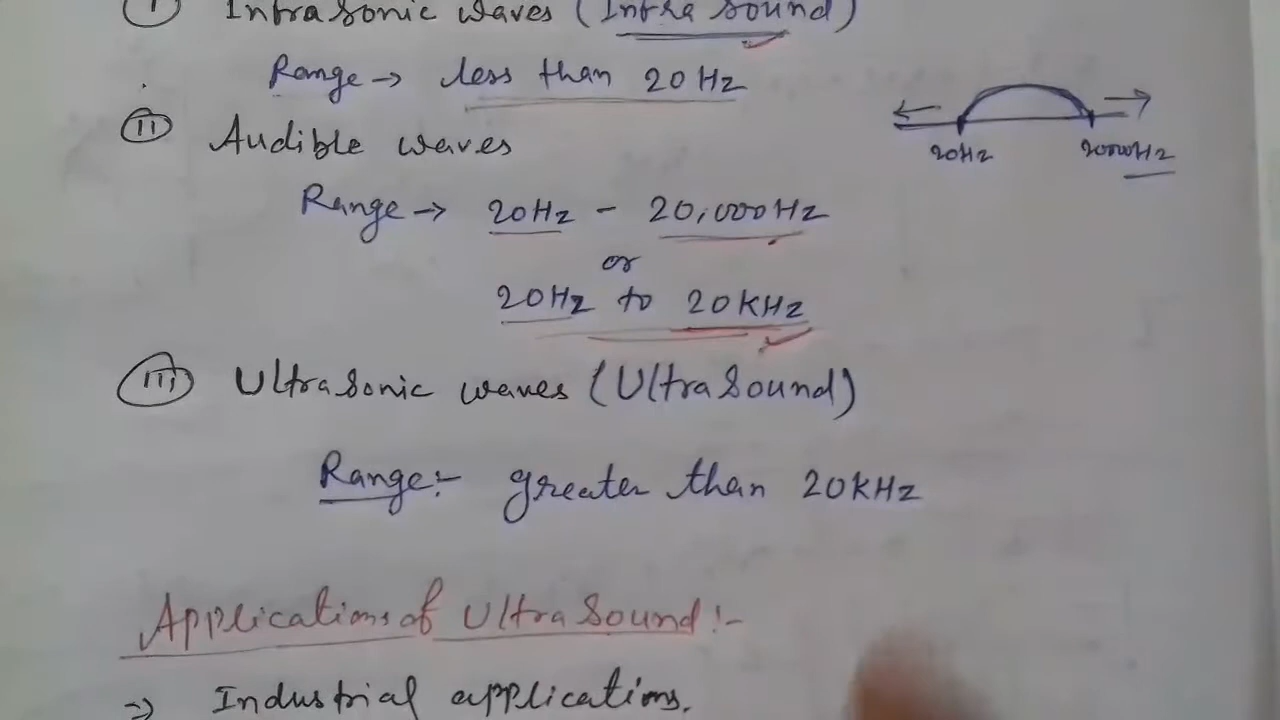 (i) Infrasonic waves (Infra sound)
Range → less than 20 Hz
(ii) Audible waves
20Hz 20000Hz
Range → 20Hz - 20,000Hz
or
20Hz to 20KHz
(iii) Ultrasonic waves (Ultrasound)
Range:- greater than 20KHz
Applications of Ultrasound:-
⇒ Industrial applications.